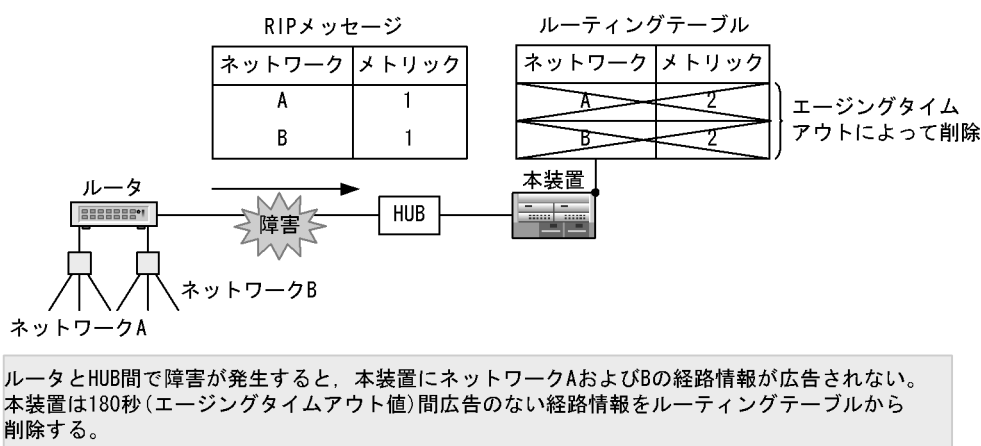 RIPメッセージ
ルーティングテーブル
ネットワーク メトリック
A 1
B 1
ネットワーク メトリック
A 2
B 2
エージングタイム
アウトによって削除
ルータ
障害
HUB
本装置
ネットワークB
ネットワークA
ルータとHUB間で障害が発生すると，本装置にネットワークAおよびBの経路情報が広告されない。
本装置は180秒(エージングタイムアウト値)間広告のない経路情報をルーティングテーブルから
削除する。